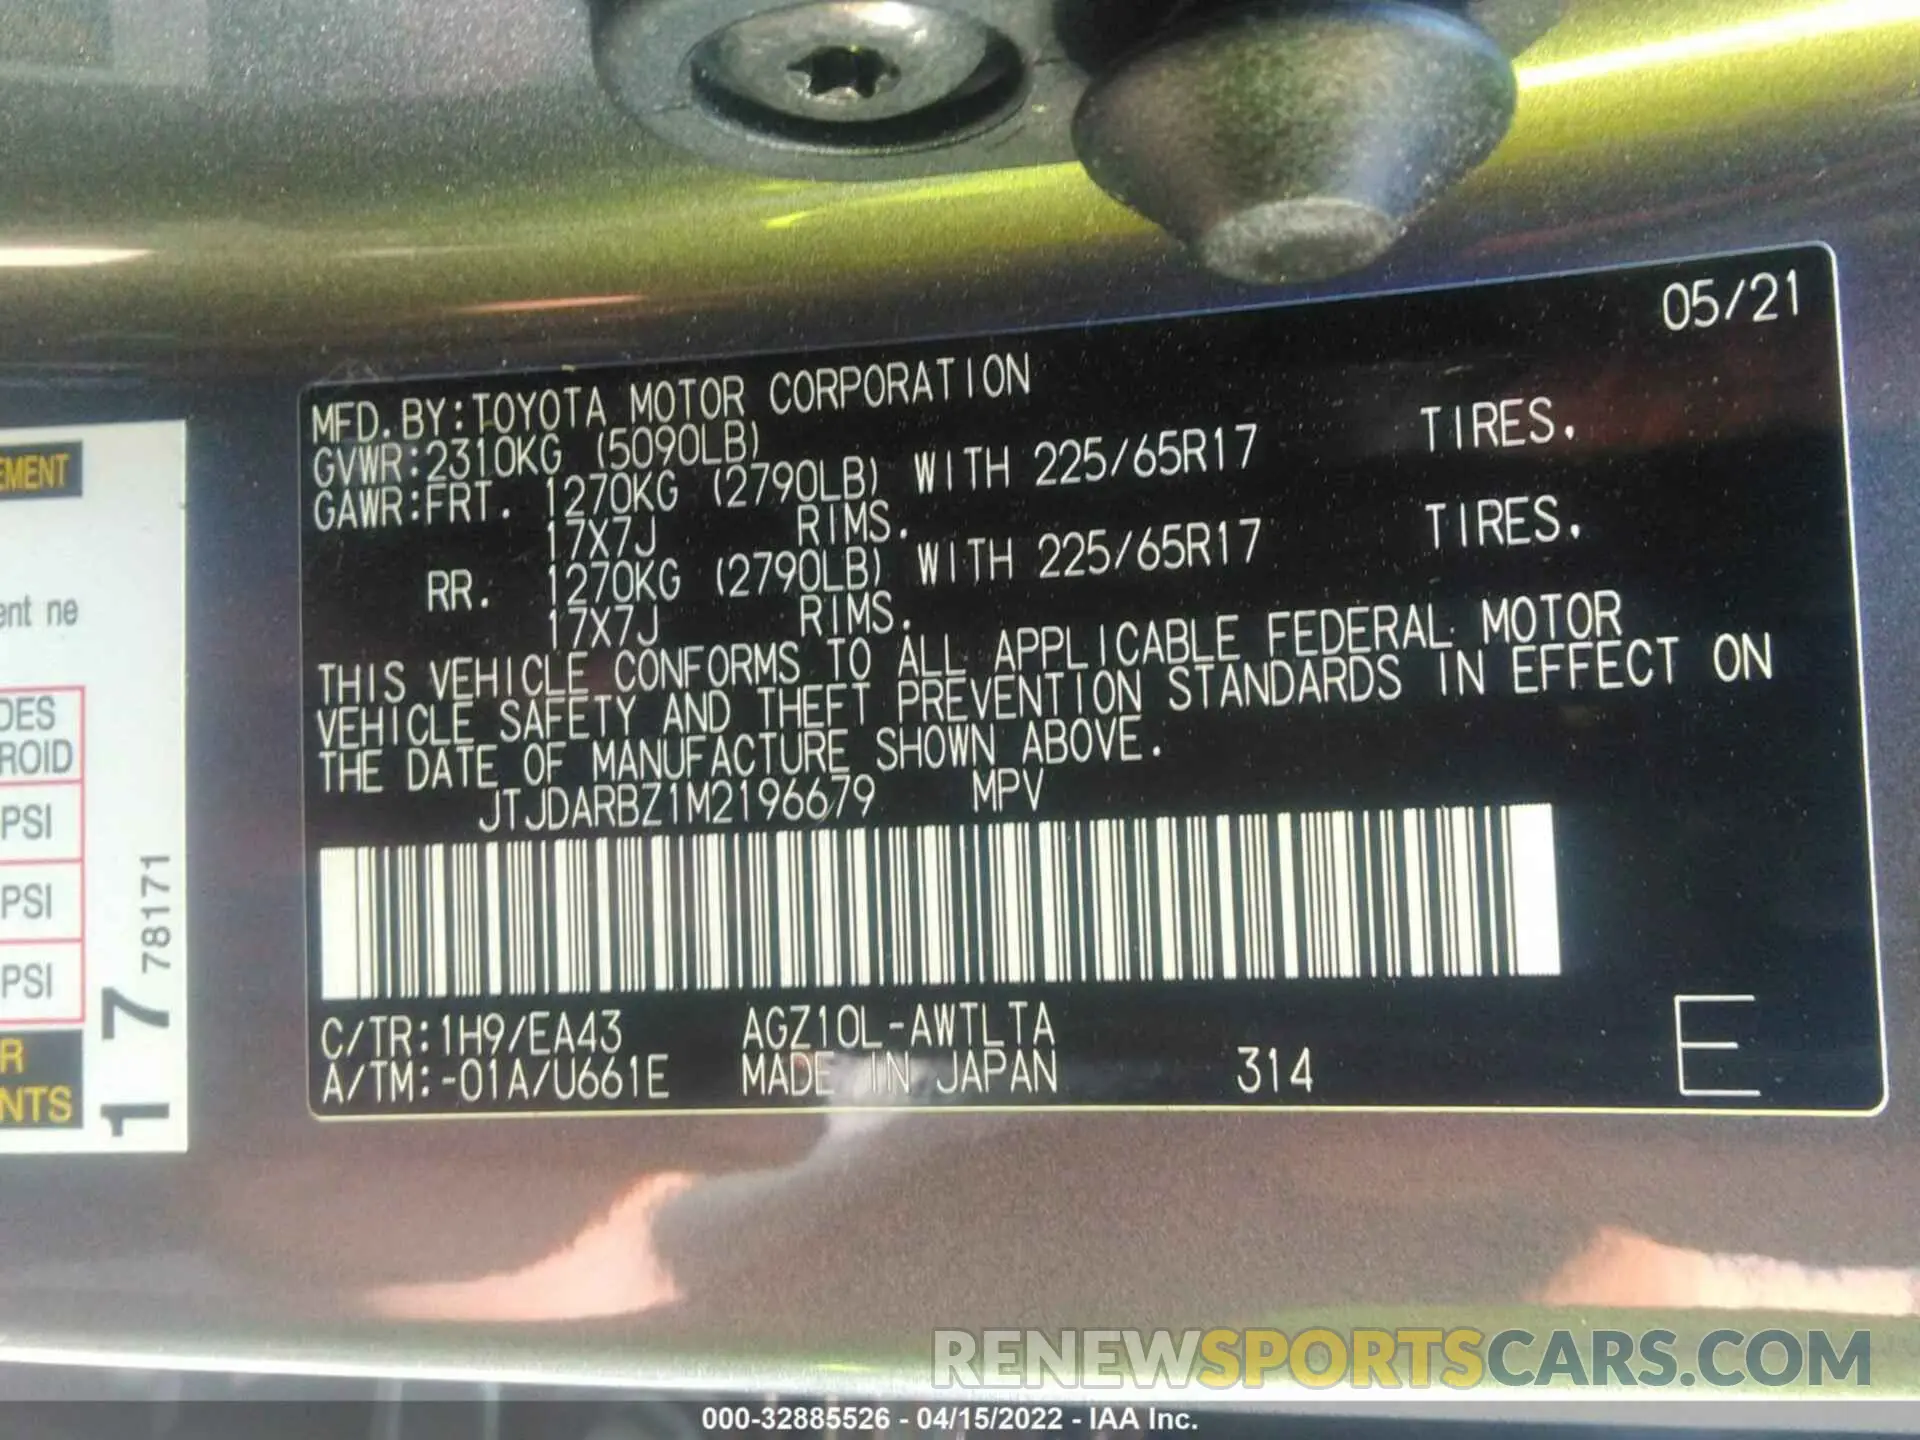 05/21
MFD.BY:TOYOTA MOTOR CORPORATION
GVWR:2310KG (5090LB)
GAWR:FRT. 1270KG (2790LB) WITH 225/65R17 TIRES,
17X7J RIMS.
RR. 1270KG (2790LB) WITH 225/65R17 TIRES,
17X7J RIMS.
THIS VEHICLE CONFORMS TO ALL APPLICABLE FEDERAL MOTOR
VEHICLE SAFETY AND THEFT PREVENTION STANDARDS IN EFFECT ON
THE DATE OF MANUFACTURE SHOWN ABOVE.
JTJDARBZ1M2196679 MPV
C/TR:1H9/EA43 AGZ10L-AWTLTA
A/TM:-01A/U661E MADE IN JAPAN 314 E
EMENT
ent ne
DES
ROID
PSI
PSI
PSI
R
NTS
17 78171
RENEWSPORTSCARS.COM
000-32885526 - 04/15/2022 - IAA Inc.